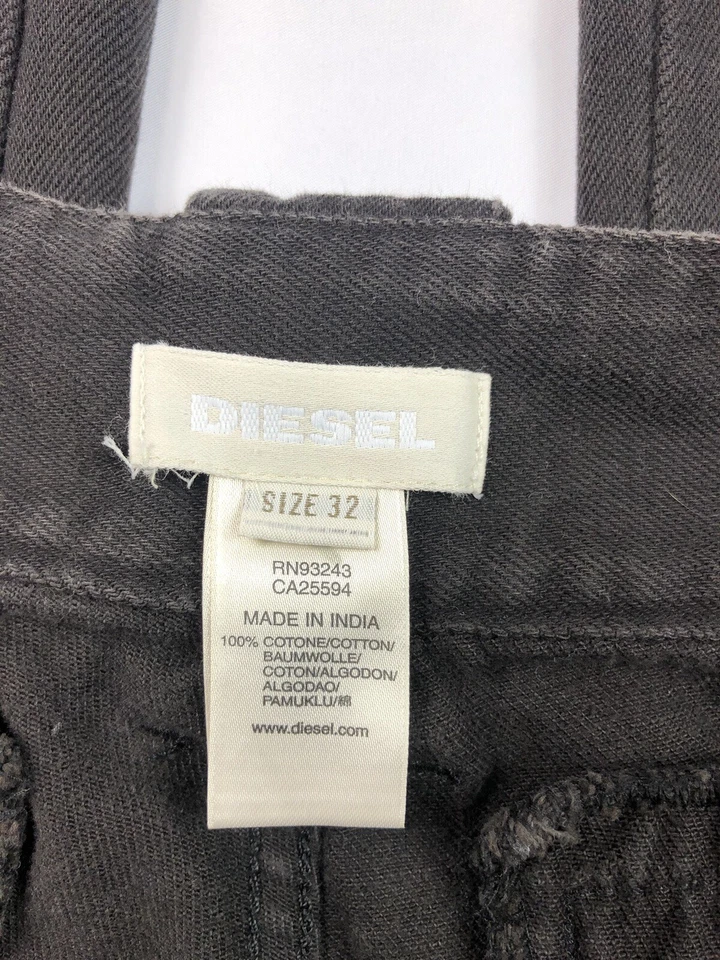 DIESEL
SIZE 32
RN93243
CA25594
MADE IN INDIA
100% COTONE/COTTON/
BAUMWOLLE/
COTON/ALGODON/
ALGODAO/
PAMUKLU/綿
www.diesel.com